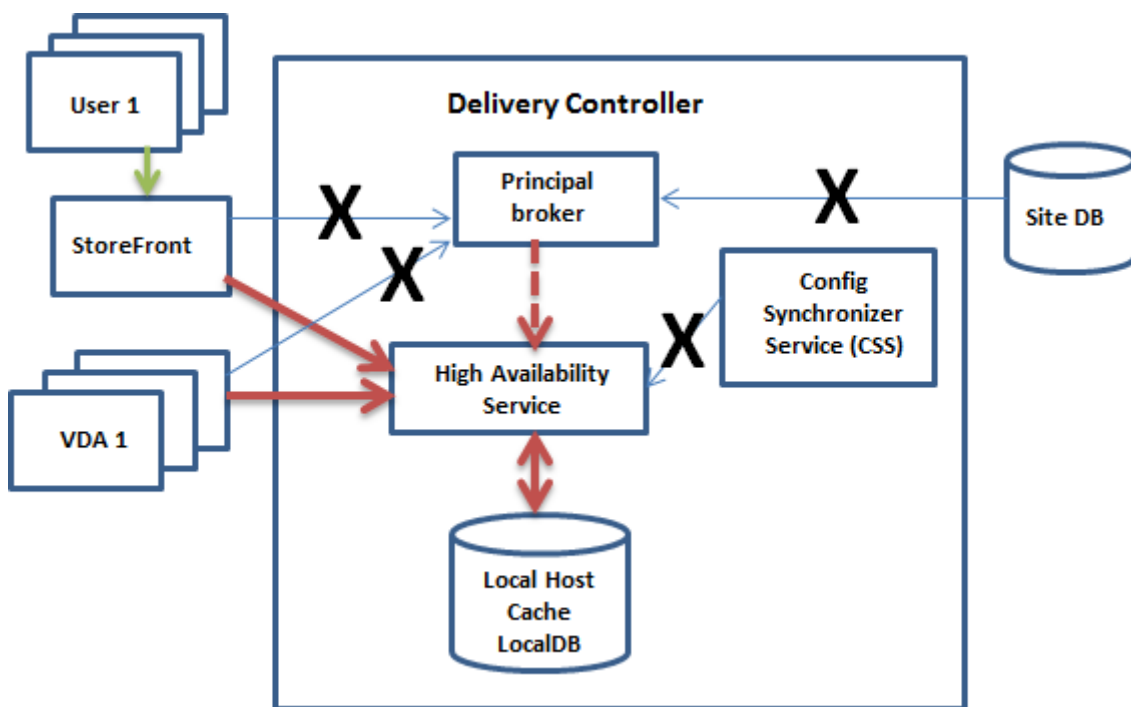 User 1
Delivery Controller
Principal
broker
X
X
StoreFront
Site DB
X
Config
Synchronizer
Service (CSS)
X
High Availability
Service
VDA 1
Local Host
Cache
LocalDB